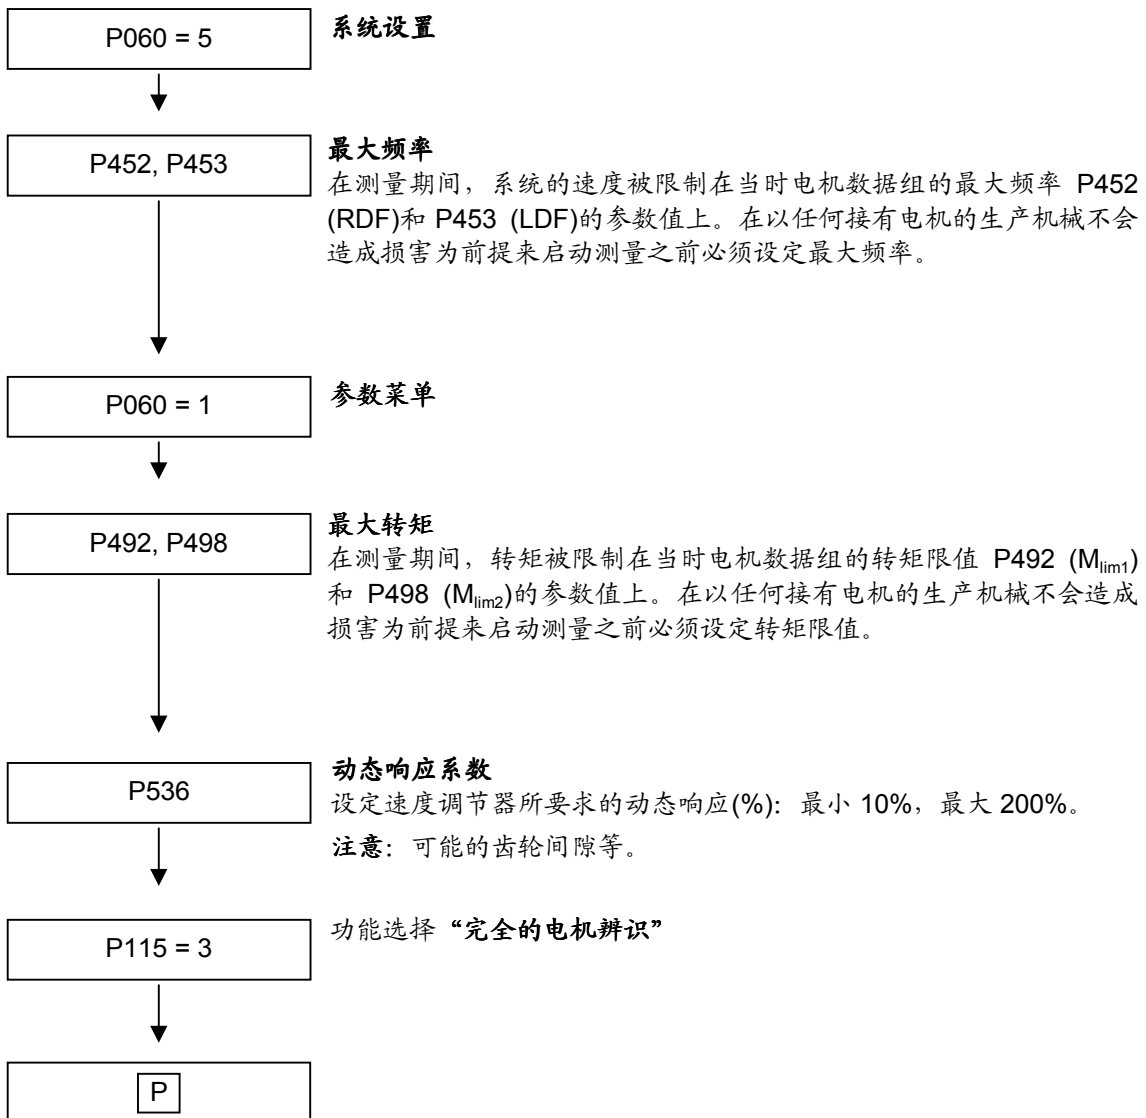 P060 = 5
系统设置
P452, P453
最大频率
在测量期间，系统的速度被限制在当时电机数据组的最大频率 P452
(RDF)和 P453 (LDF)的参数值上。在以任何接有电机的生产机械不会
造成损害为前提来启动测量之前必须设定最大频率。
P060 = 1
参数菜单
P492, P498
最大转矩
在测量期间，转矩被限制在当时电机数据组的转矩限值 P492 (Mlim1)
和 P498 (Mlim2)的参数值上。在以任何接有电机的生产机械不会造成
损害为前提来启动测量之前必须设定转矩限值。
P536
动态响应系数
设定速度调节器所要求的动态响应(%)：最小 10%，最大 200%。
注意：可能的齿轮间隙等。
P115 = 3
功能选择“完全的电机辨识”
P